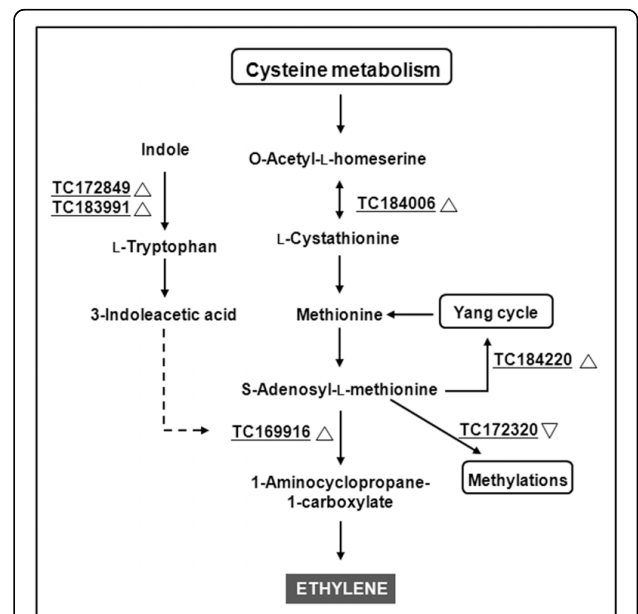 Cysteine metabolism
Indole
O-Acetyl-L-homeserine
TC172849 △
TC183991 △
TC184006 △
L-Tryptophan
L-Cystathionine
3-Indoleacetic acid
Methionine
Yang cycle
TC184220 △
S-Adenosyl-L-methionine
TC169916 △
TC172320 ▽
1-Aminocyclopropane-
1-carboxylate
Methylations
ETHYLENE